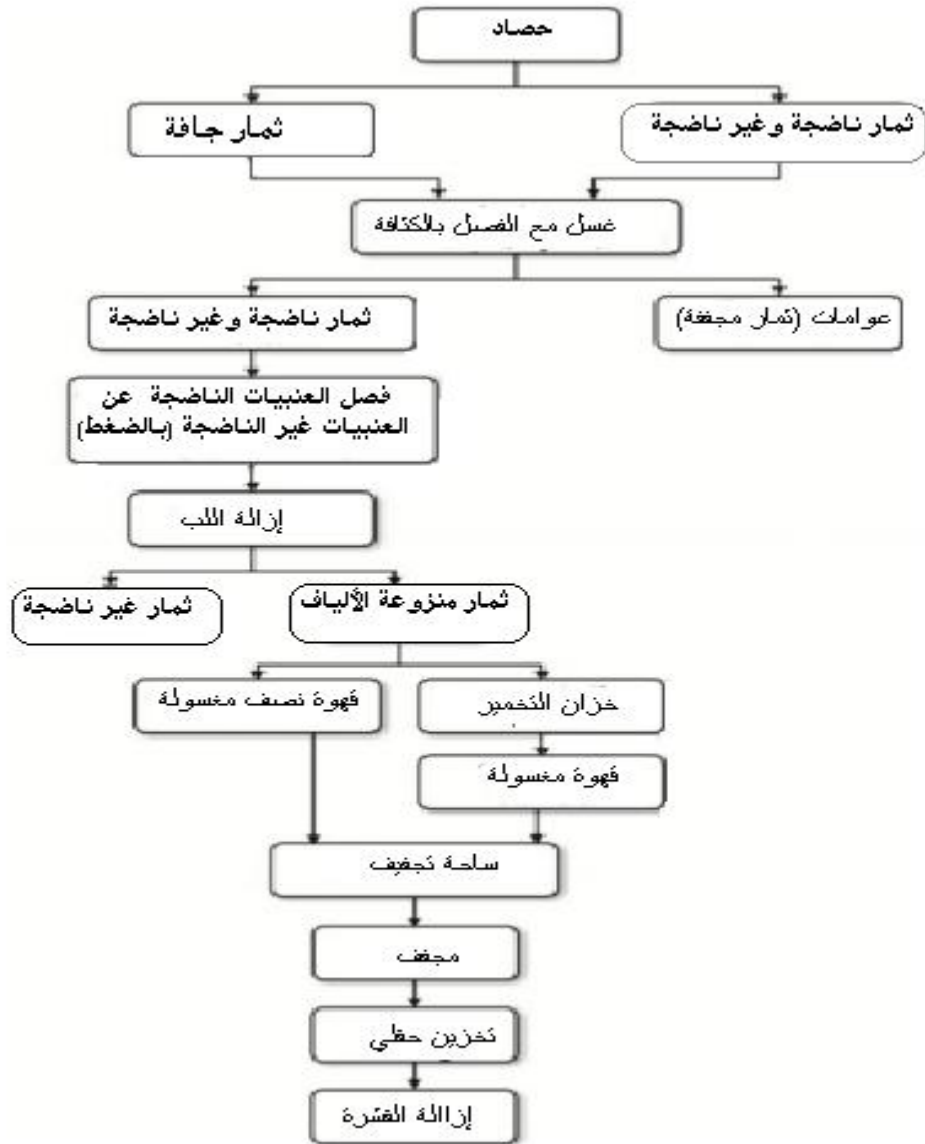 حصاد
ثمار ناضجة وغير ناضجة
ثمار جافة
غسل مع الفصل بالكثافة
عوامات (ثمار مجففة)
ثمار ناضجة وغير ناضجة
فصل العنبيات الناضجة عن
العنبيات غير الناضجة (بالضغط)
إزالة اللب
ثمار منزوعة الألياف
ثمار غير ناضجة
خزان التخمير
قهوة نصف مغسولة
قهوة مغسولة
ساحة تجفيف
مجفف
تخزين حقلي
إزاالة القشرة